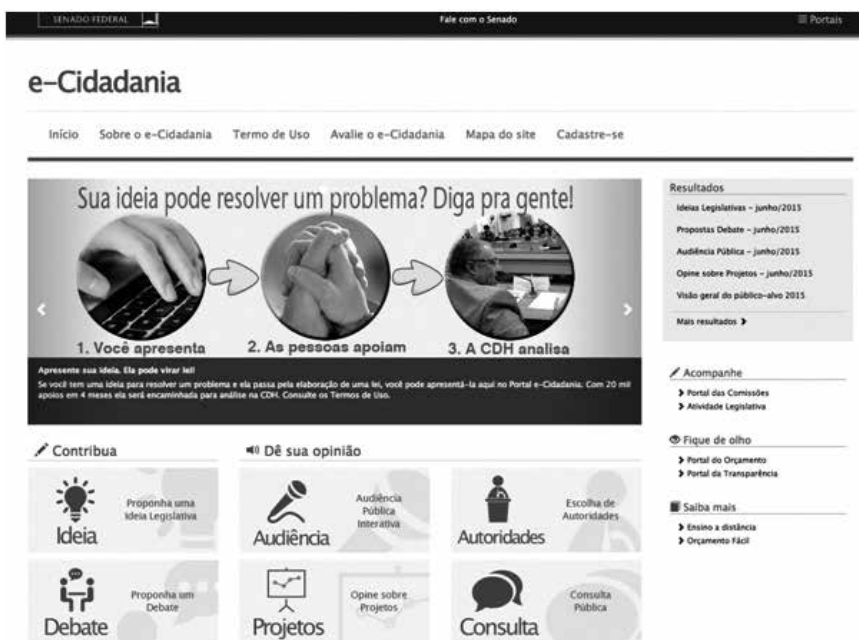 SENADO FEDERAL
Fale com o Senado
Portais
e-Cidadania
Início Sobre o e-Cidadania Termo de Uso Avalie o e-Cidadania Mapa do site Cadastre-se
Sua ideia pode resolver um problema? Diga pra gente!
1. Você apresenta
2. As pessoas apoiam
3. A CDH analisa
Apresente sua ideia. Ela pode virar lei!
Se você tem uma ideia para resolver um problema e ela passa pela elaboração de uma lei, você pode apresentá-la aqui no Portal e-Cidadania. Com 20 mil
apoios em 4 meses ela será encaminhada para análise na CDH. Consulte os Termos de Uso.
Resultados
Ideias Legislativas - junho/2015
Propostas Debate - junho/2015
Audiência Pública - junho/2015
Opine sobre Projetos - junho/2015
Visão geral do público-alvo 2015
Mais resultados
Acompanhe
Portal das Comissões
Atividade Legislativa
Fique de olho
Portal do Orçamento
Portal da Transparência
Saiba mais
Ensino a distância
Orçamento Fácil
Contribua
Ideia
Proponha uma
Ideia Legislativa
Debate
Proponha um
Debate
Dê sua opinião
Audiência
Audiência
Pública
Interativa
Autoridades
Escolha de
Autoridades
Projetos
Opine sobre
Projetos
Consulta
Consulta
Pública